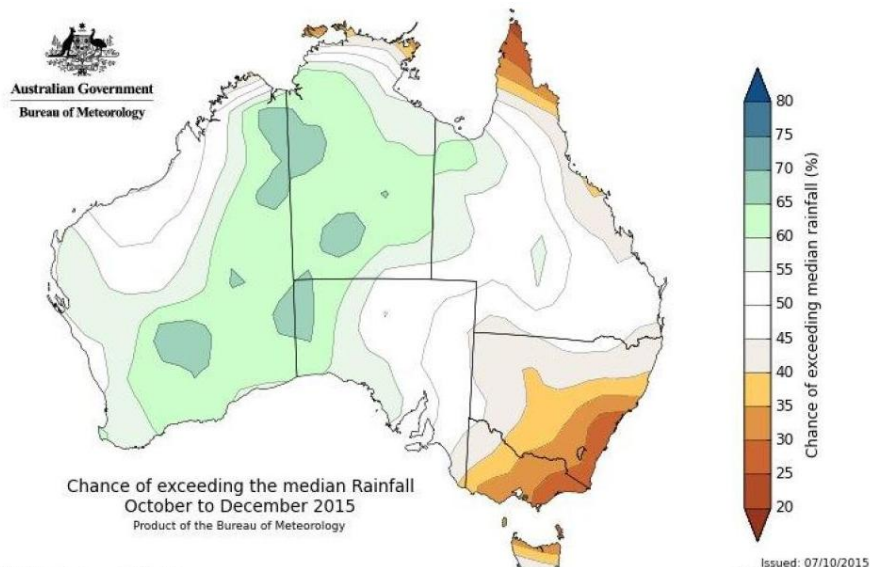 Australian Government
Bureau of Meteorology
80
75
70
65
60
55
50
45
40
35
30
25
20
Chance of exceeding median rainfall (%)
Chance of exceeding the median Rainfall
October to December 2015
Product of the Bureau of Meteorology
Issued: 07/10/2015